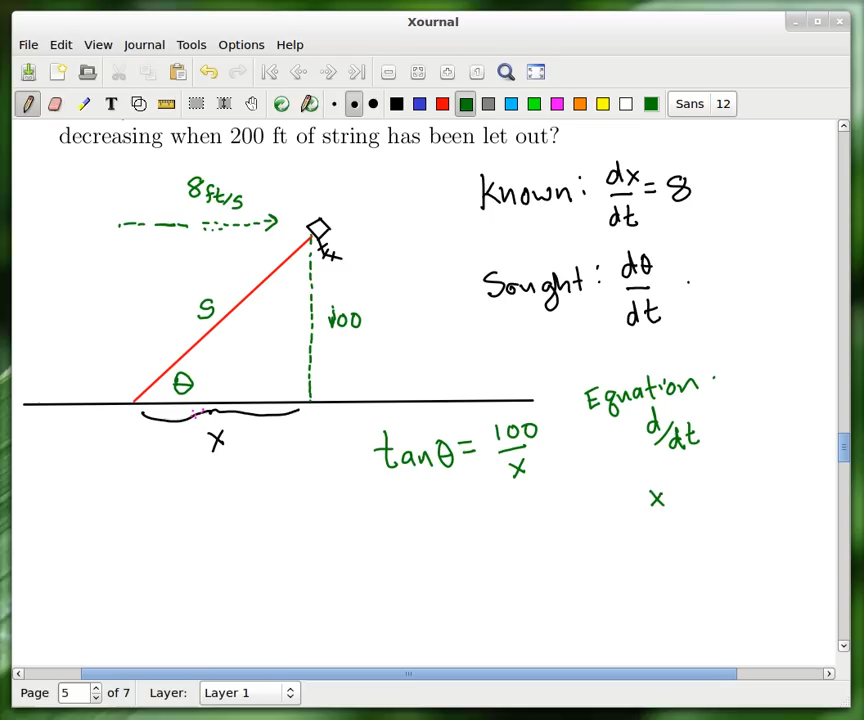 Xournal
File Edit View Journal Tools Options Help
Sans 12
decreasing when 200 ft of string has been let out?
8ft/s
Known: dx/dt = 8
Sought: dθ/dt
S
100
θ
Equation
d/dt
x
tanθ = 100/x
x
Page 5 of 7 Layer: Layer 1